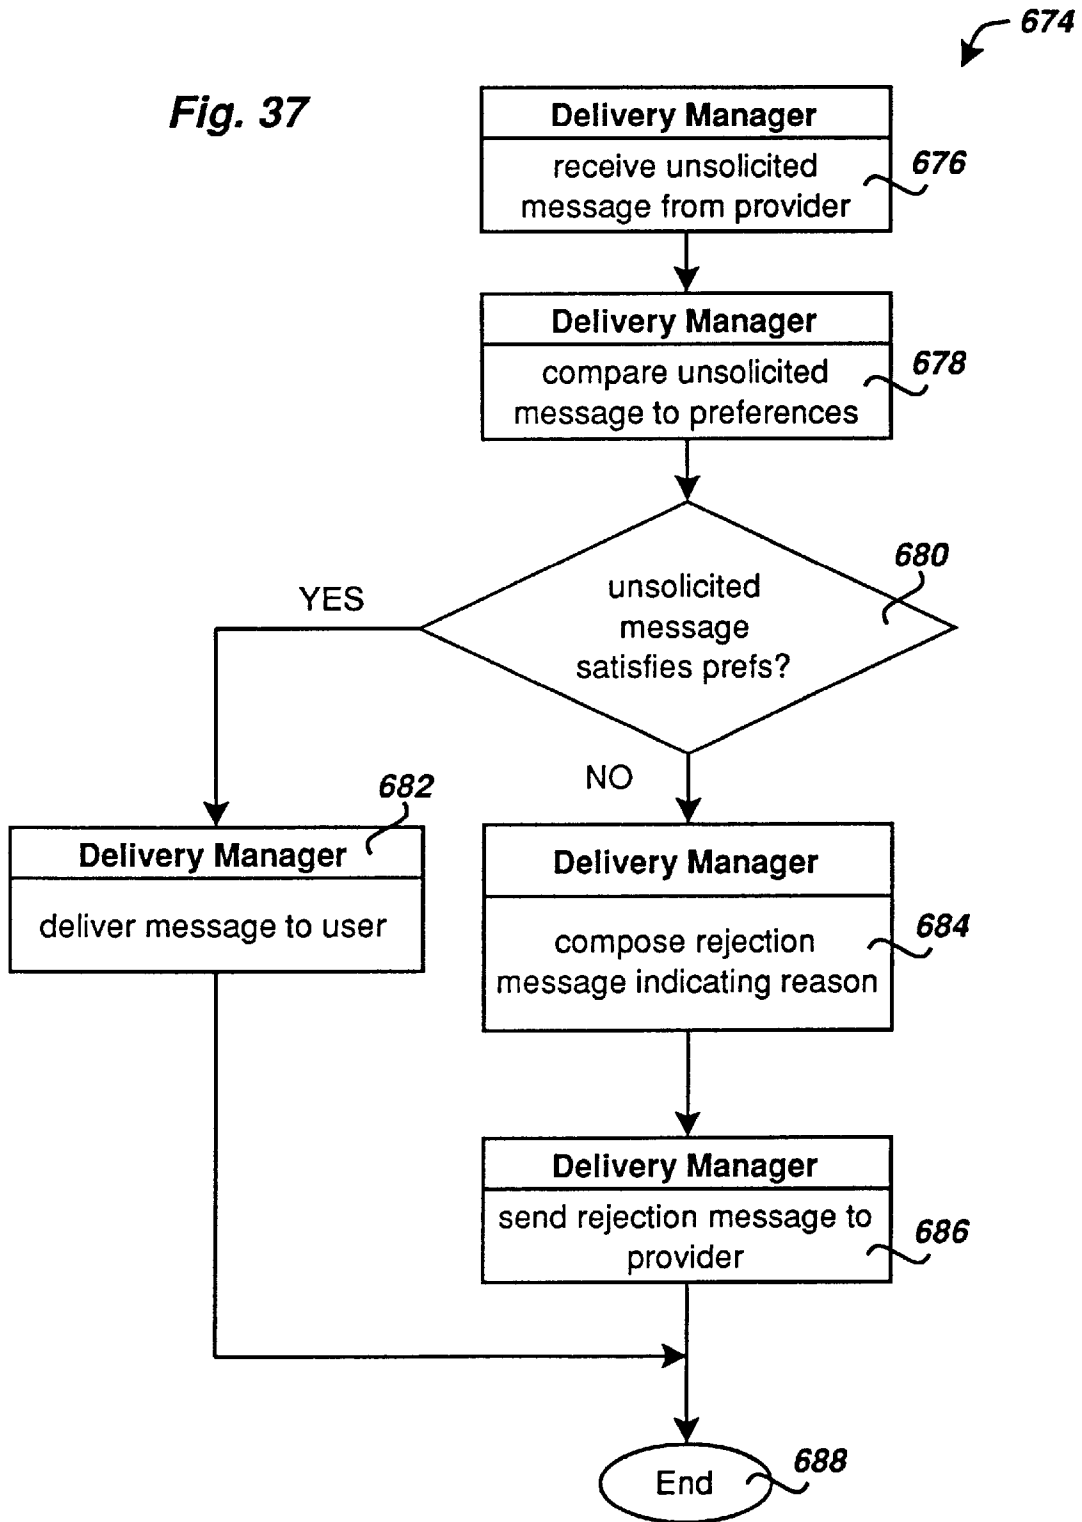 674
Fig. 37
Delivery Manager
receive unsolicited
message from provider
676
Delivery Manager
compare unsolicited
message to preferences
678
unsolicited
message
satisfies prefs?
680
YES
NO
682
Delivery Manager
deliver message to user
Delivery Manager
compose rejection
message indicating reason
684
Delivery Manager
send rejection message to
provider
686
End
688